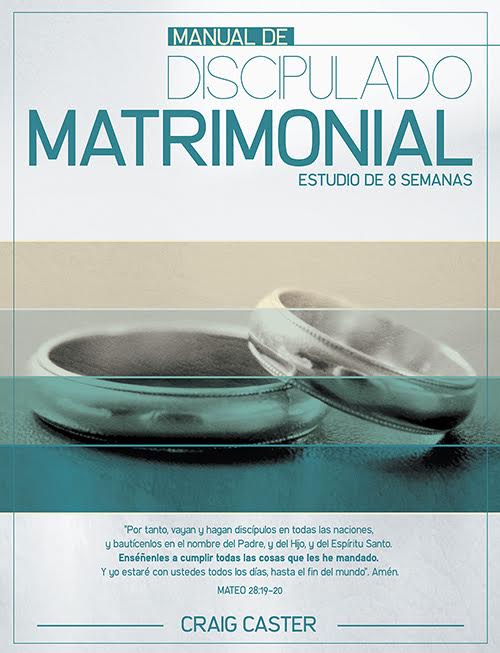 MANUAL DE
DISCIPULADO
MATRIMONIAL
ESTUDIO DE 8 SEMANAS
"Por tanto, vayan y hagan discípulos en todas las naciones,
y bautícenlos en el nombre del Padre, y del Hijo, y del Espíritu Santo.
Enséñenles a cumplir todas las cosas que les he mandado.
Y yo estaré con ustedes todos los días, hasta el fin del mundo". Amén.
MATEO 28:19-20
CRAIG CASTER